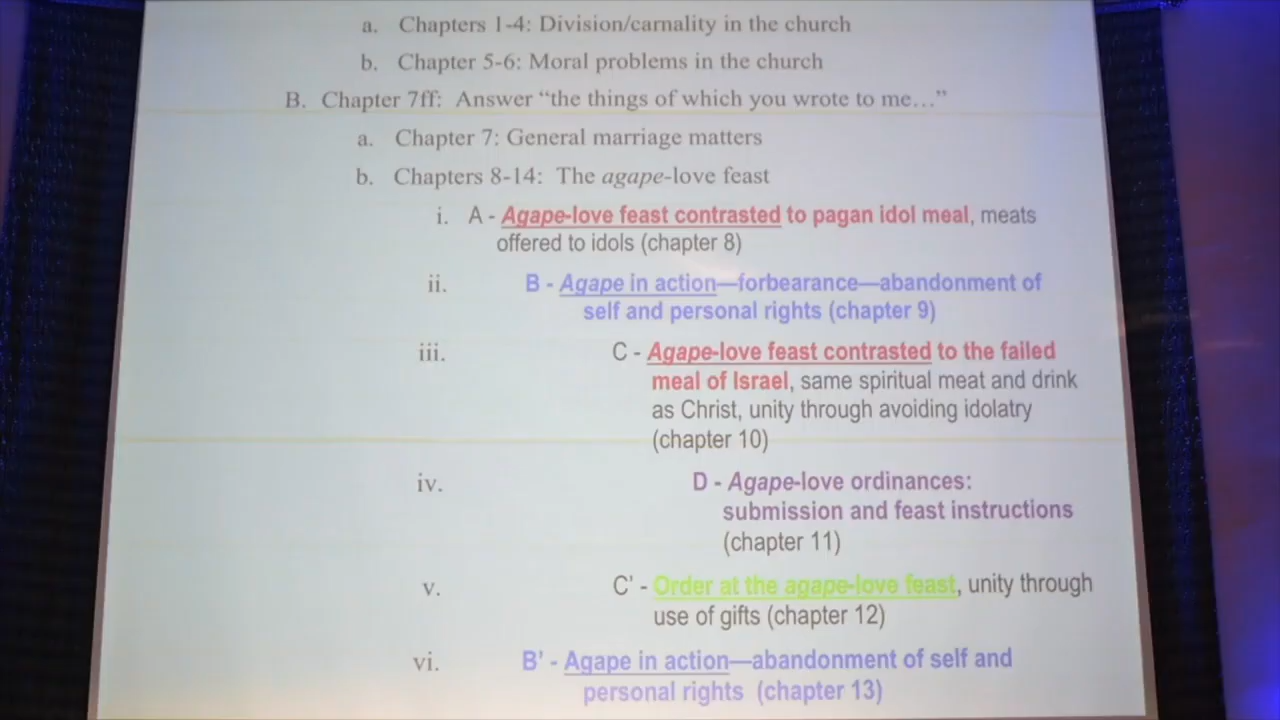 a. Chapters 1-4: Division/carnality in the church
b. Chapter 5-6: Moral problems in the church
B. Chapter 7ff: Answer “the things of which you wrote to me…”
a. Chapter 7: General marriage matters
b. Chapters 8-14: The agape-love feast
i. A - Agape-love feast contrasted to pagan idol meal, meats
offered to idols (chapter 8)
ii. B - Agape in action—forbearance—abandonment of
self and personal rights (chapter 9)
iii. C - Agape-love feast contrasted to the failed
meal of Israel, same spiritual meat and drink
as Christ, unity through avoiding idolatry
(chapter 10)
iv. D - Agape-love ordinances:
submission and feast instructions
(chapter 11)
v. C' - Order at the agape-love feast, unity through
use of gifts (chapter 12)
vi. B' - Agape in action—abandonment of self and
personal rights (chapter 13)